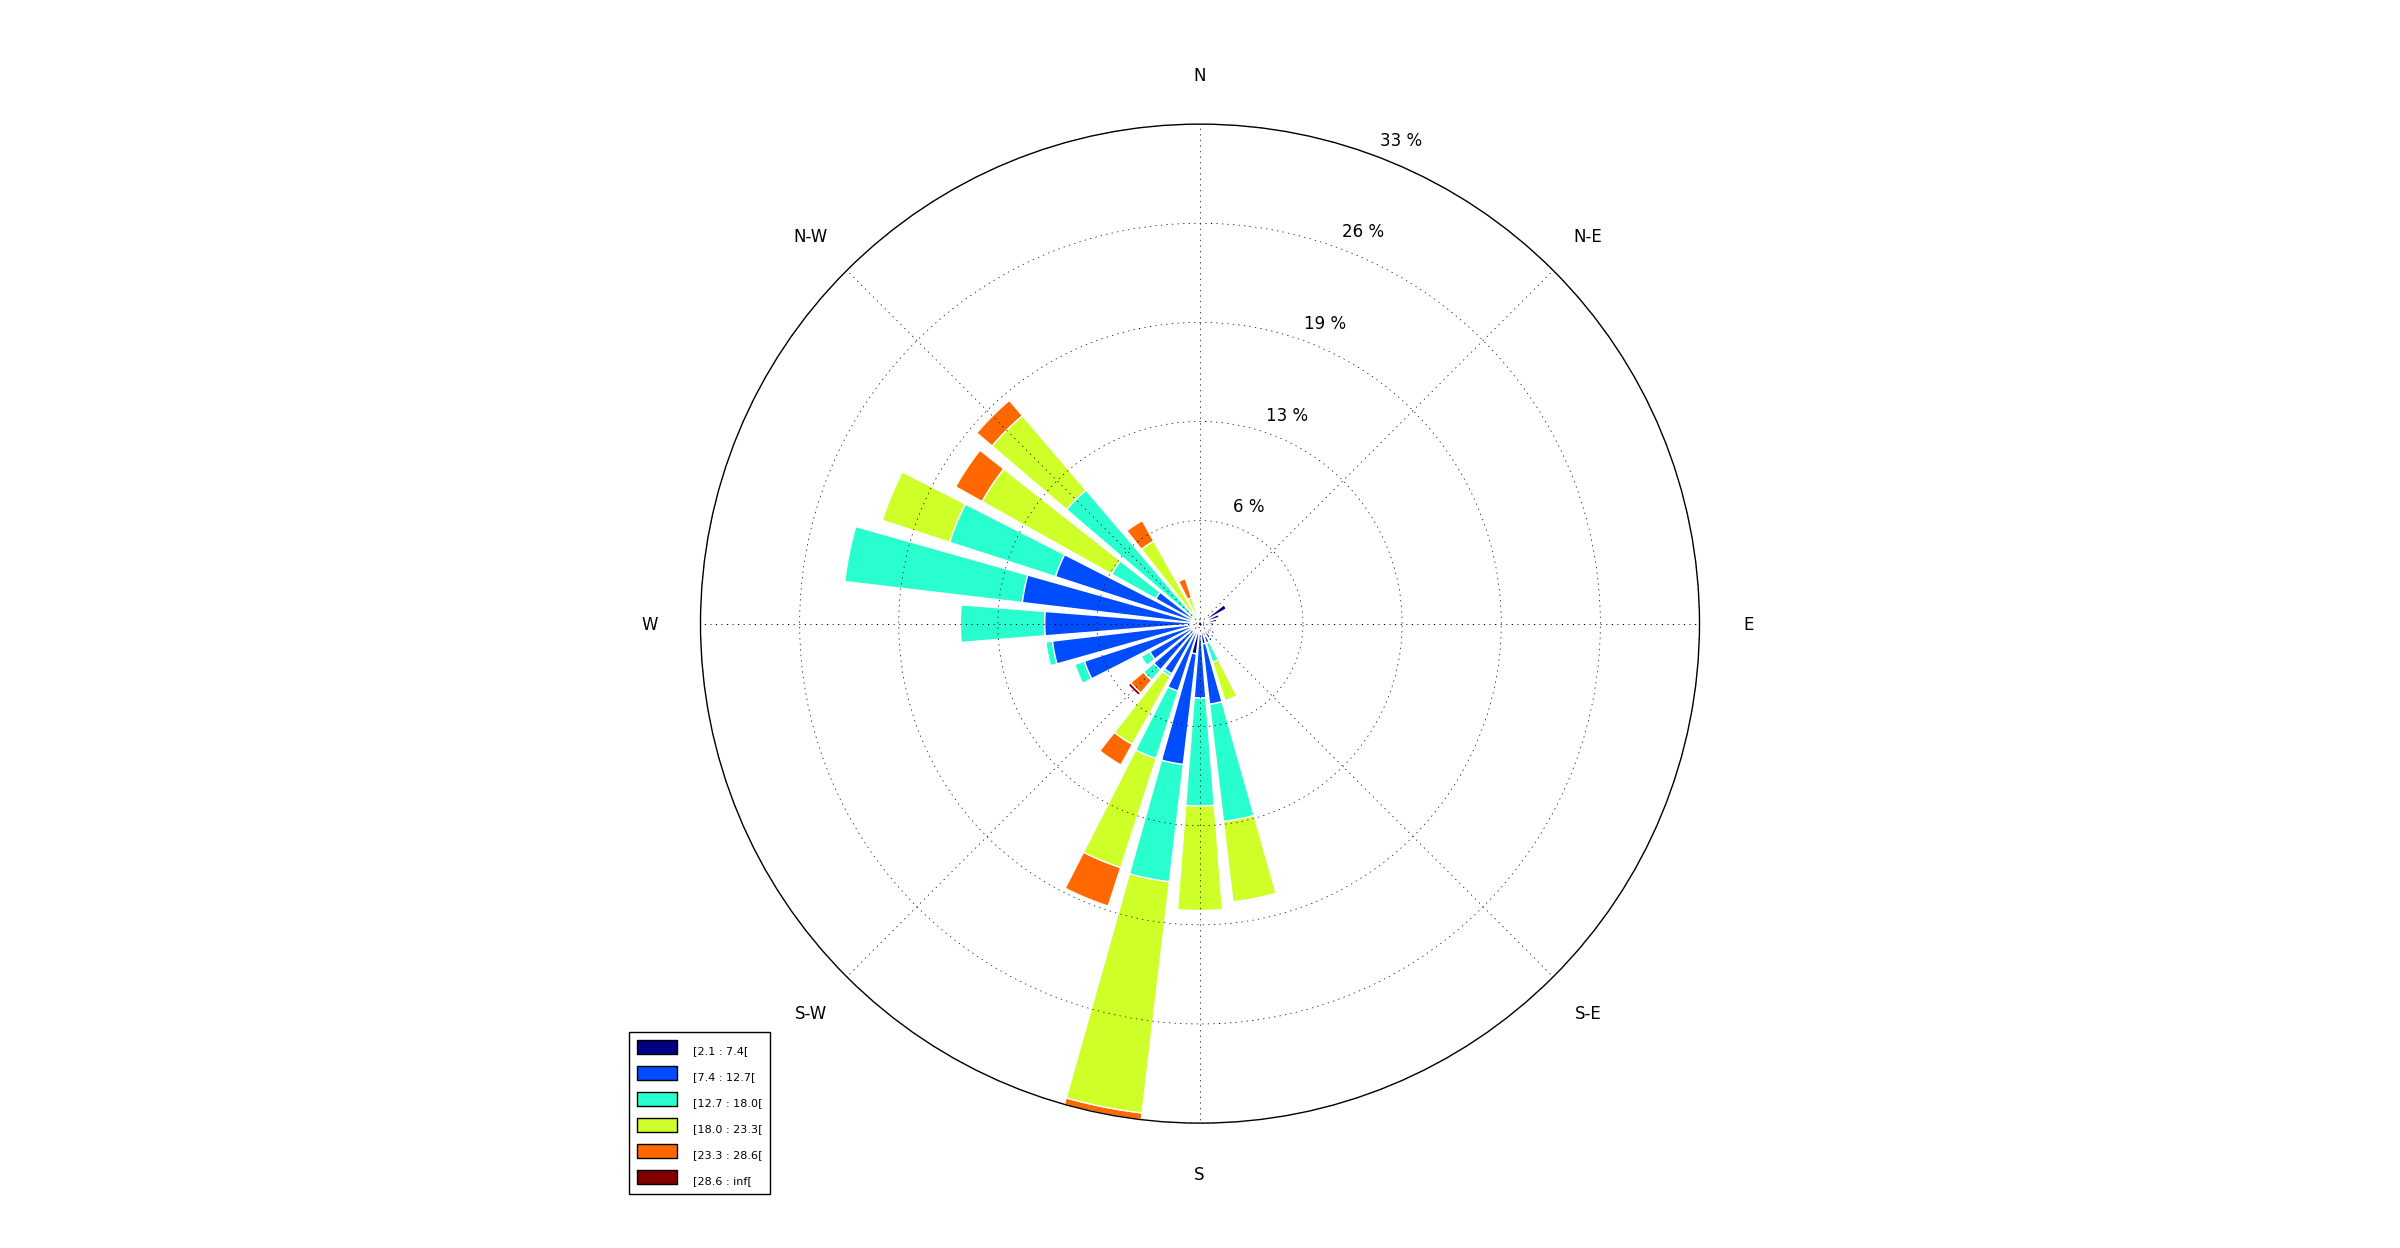 N
33 %
N-W
26 %
N-E
19 %
13 %
6 %
W
E
S-W
S-E
S
[2.1 : 7.4[
[7.4 : 12.7[
[12.7 : 18.0[
[18.0 : 23.3[
[23.3 : 28.6[
[28.6 : inf[